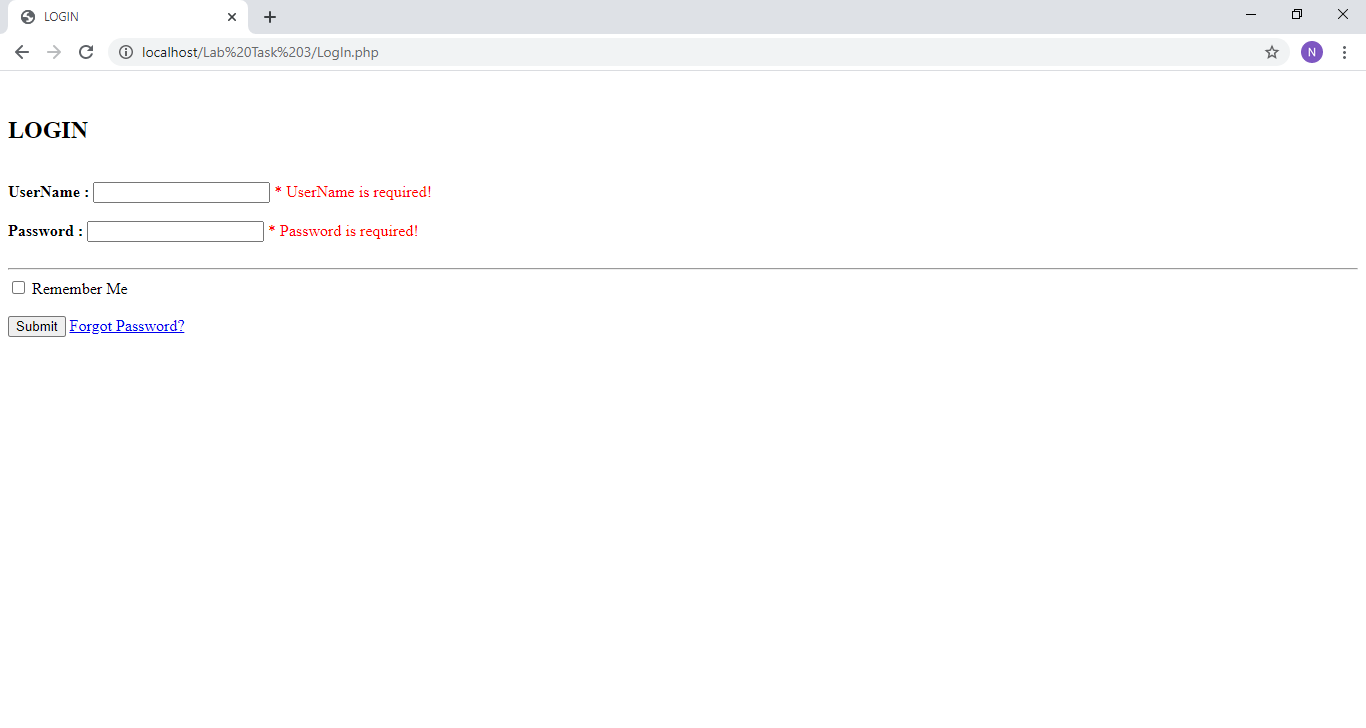 LOGIN
localhost/Lab%20Task%203/LogIn.php
N
LOGIN
UserName : * UserName is required!
Password : * Password is required!
Remember Me
Submit Forgot Password?